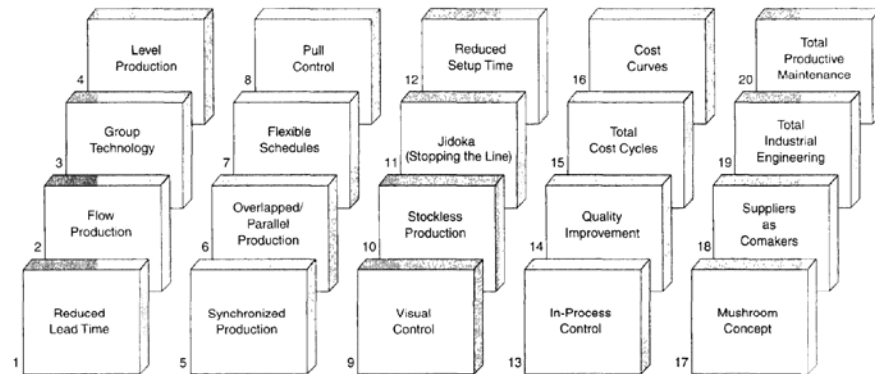 Level
Production
4
Pull
Control
8
Reduced
Setup Time
12
Cost
Curves
16
Total
Productive
Maintenance
20
Group
Technology
3
Flexible
Schedules
7
Jidoka
(Stopping the Line)
11
Total
Cost Cycles
15
Total
Industrial
Engineering
19
Flow
Production
2
Overlapped/
Parallel
Production
6
Stockless
Production
10
Quality
Improvement
14
Suppliers
as
Comakers
18
Reduced
Lead Time
1
Synchronized
Production
5
Visual
Control
9
In-Process
Control
13
Mushroom
Concept
17